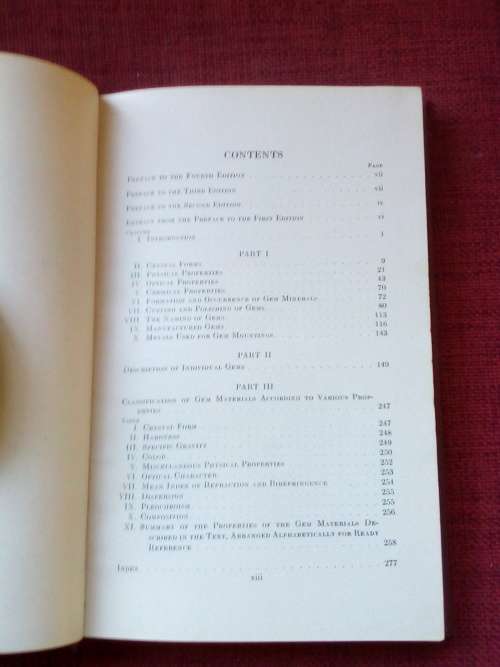 CONTENTS
PAGE
PREFACE TO THE FOURTH EDITION vii
PREFACE TO THE THIRD EDITION vii
PREFACE TO THE SECOND EDITION ix
EXTRACT FROM THE PREFACE TO THE FIRST EDITION xi
CHAPTER
I. INTRODUCTION 1
PART I
II. CRYSTAL FORMS 9
III. PHYSICAL PROPERTIES 21
IV. OPTICAL PROPERTIES 43
V. CHEMICAL PROPERTIES 70
VI. FORMATION AND OCCURRENCE OF GEM MINERALS 72
VII. CUTTING AND POLISHING OF GEMS 80
VIII. THE NAMING OF GEMS 113
IX. MANUFACTURED GEMS 116
X. METALS USED FOR GEM MOUNTINGS 143
PART II
DESCRIPTION OF INDIVIDUAL GEMS 149
PART III
CLASSIFICATION OF GEM MATERIALS ACCORDING TO VARIOUS PROP-
ERTIES 247
TABLE
I. CRYSTAL FORM 247
II. HARDNESS 248
III. SPECIFIC GRAVITY 249
IV. COLOR 250
V. MISCELLANEOUS PHYSICAL PROPERTIES 252
VI. OPTICAL CHARACTER 253
VII. MEAN INDEX OF REFRACTION AND BIREFRINGENCE 254
VIII. DISPERSION 255
IX. PLEOCHROISM 255
X. COMPOSITION 256
XI. SUMMARY OF THE PROPERTIES OF THE GEM MATERIALS DE-
SCRIBED IN THE TEXT, ARRANGED ALPHABETICALLY FOR READY
REFERENCE 258
INDEX 277
xiii